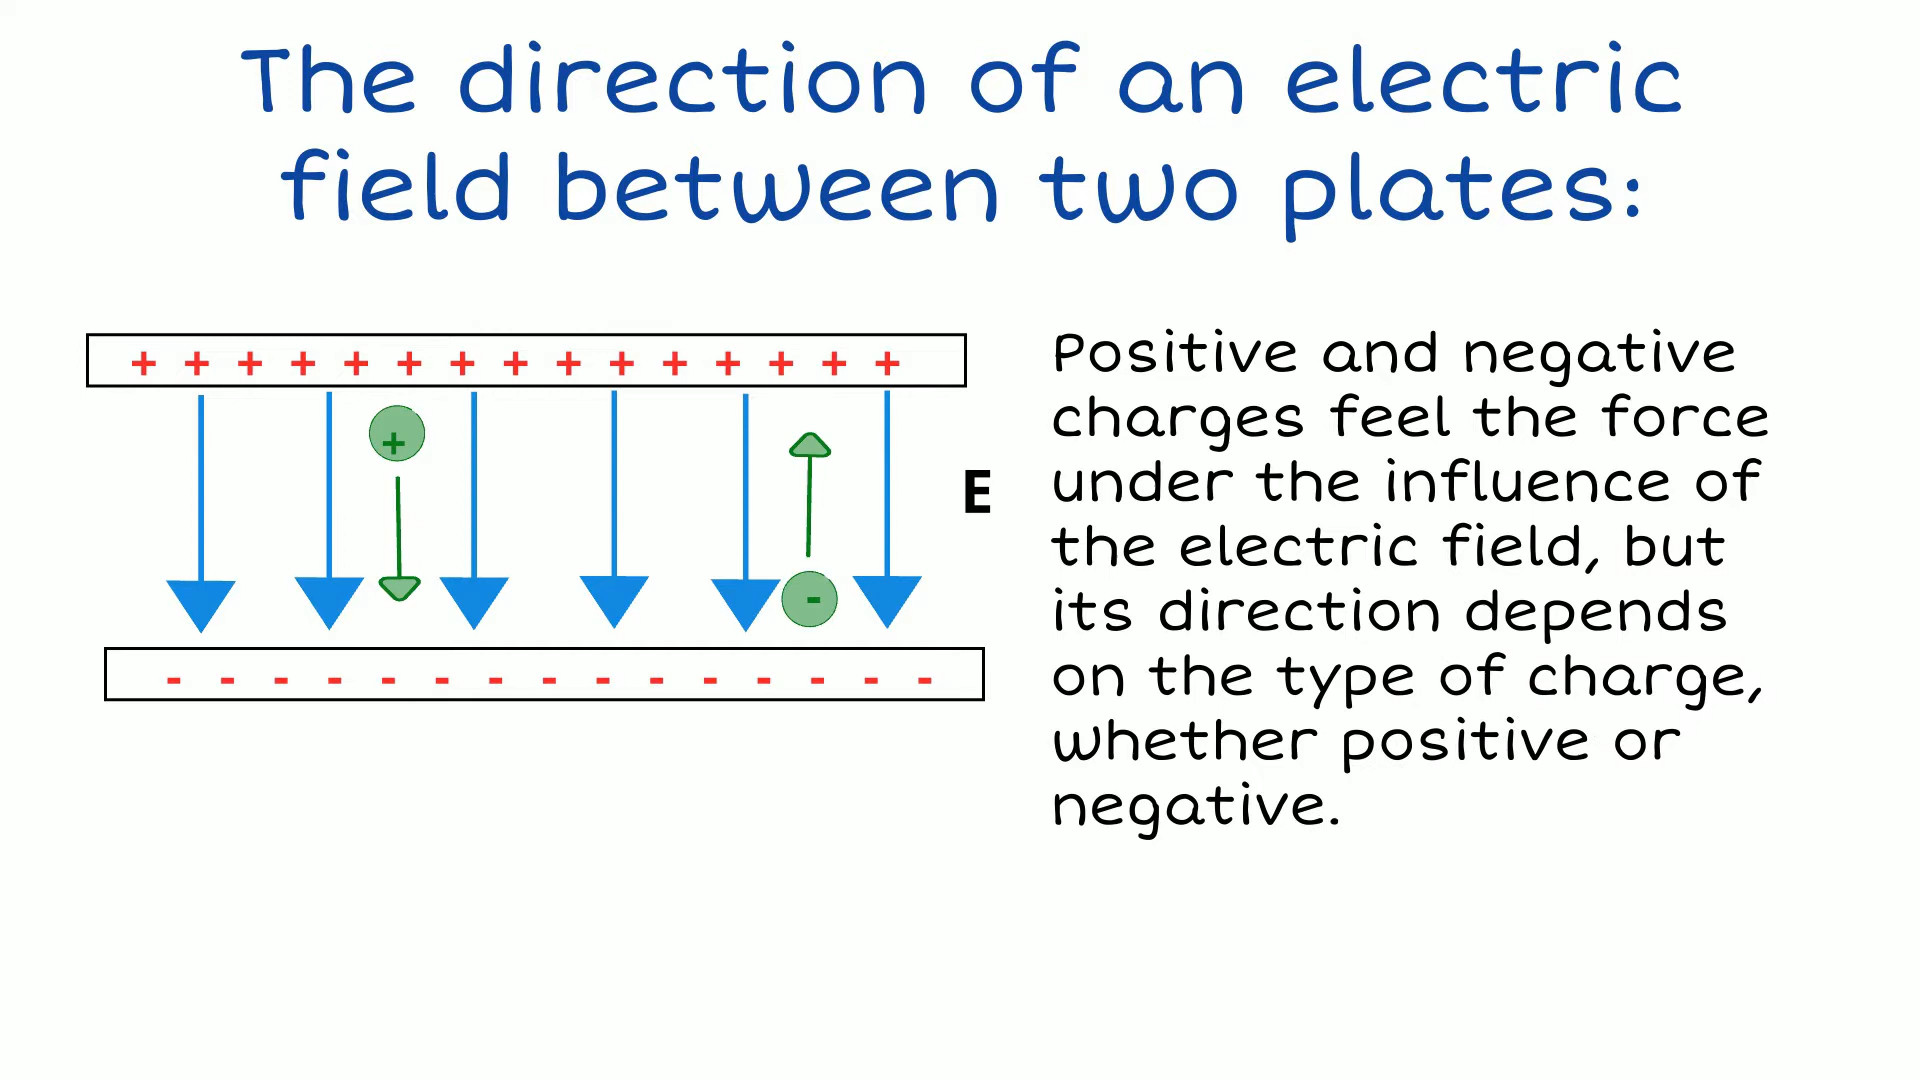 The direction of an electric
field between two plates:
+ + + + + + + + + + + + + + +
+
-
E
- - - - - - - - - - - - - - -
Positive and negative
charges feel the force
under the influence of
the electric field, but
its direction depends
on the type of charge,
whether positive or
negative.